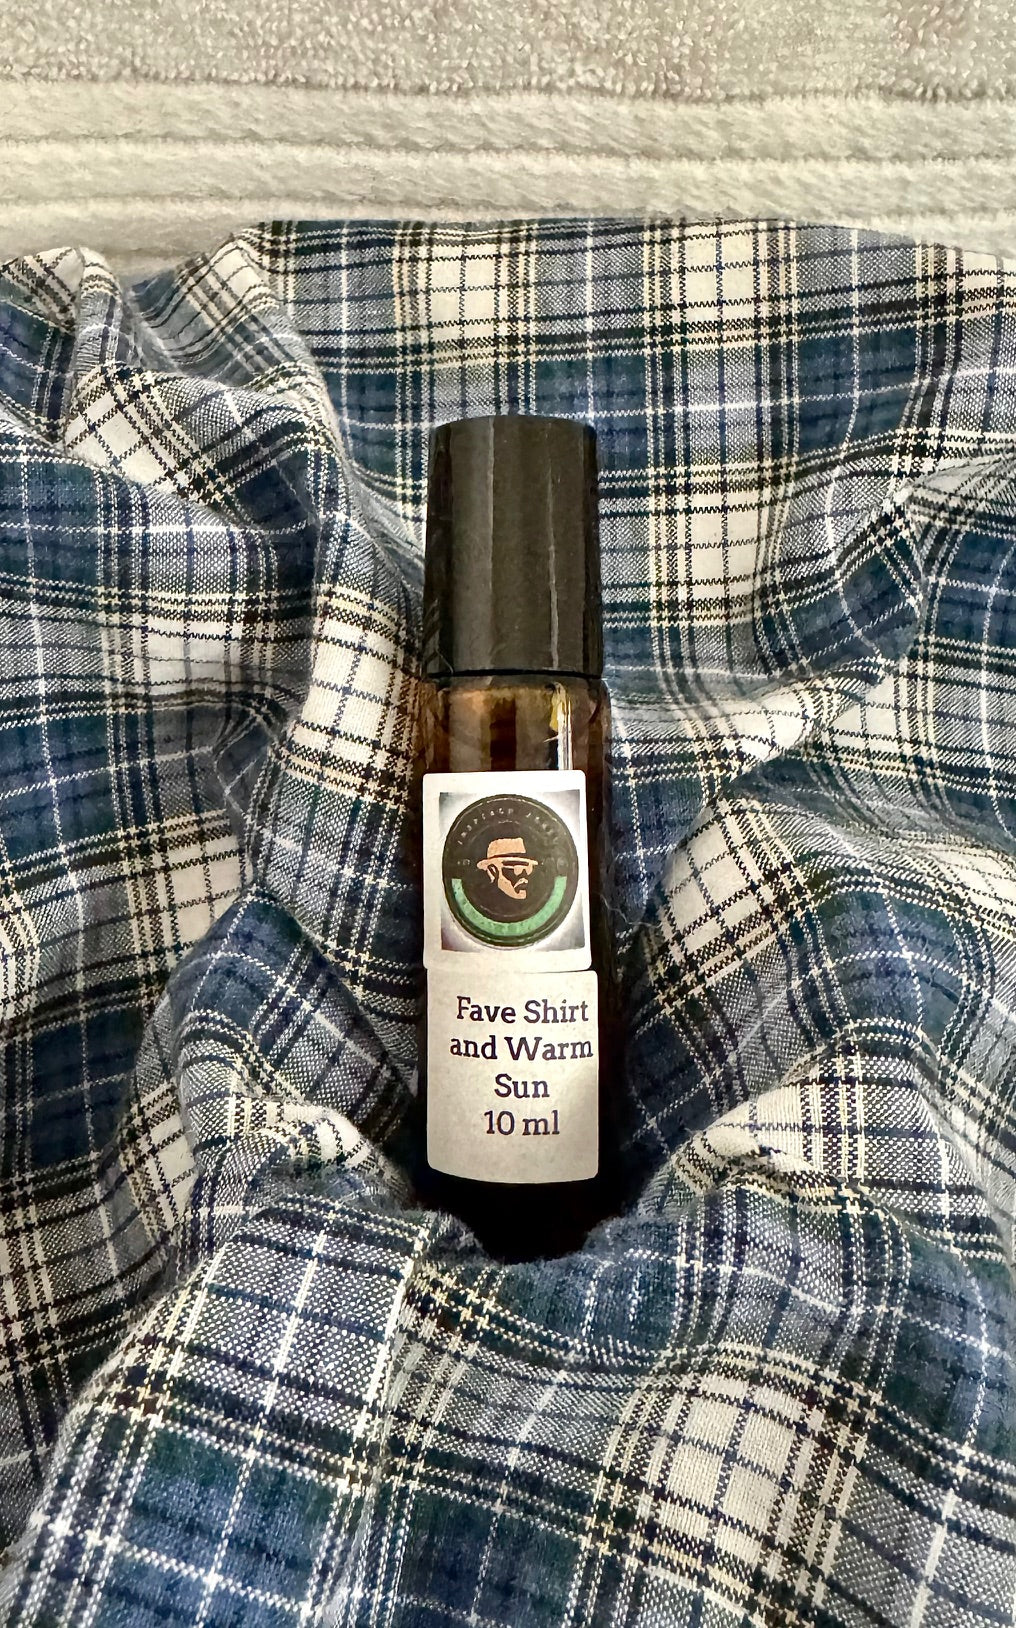 Fave Shirt
and Warm
Sun
10 ml